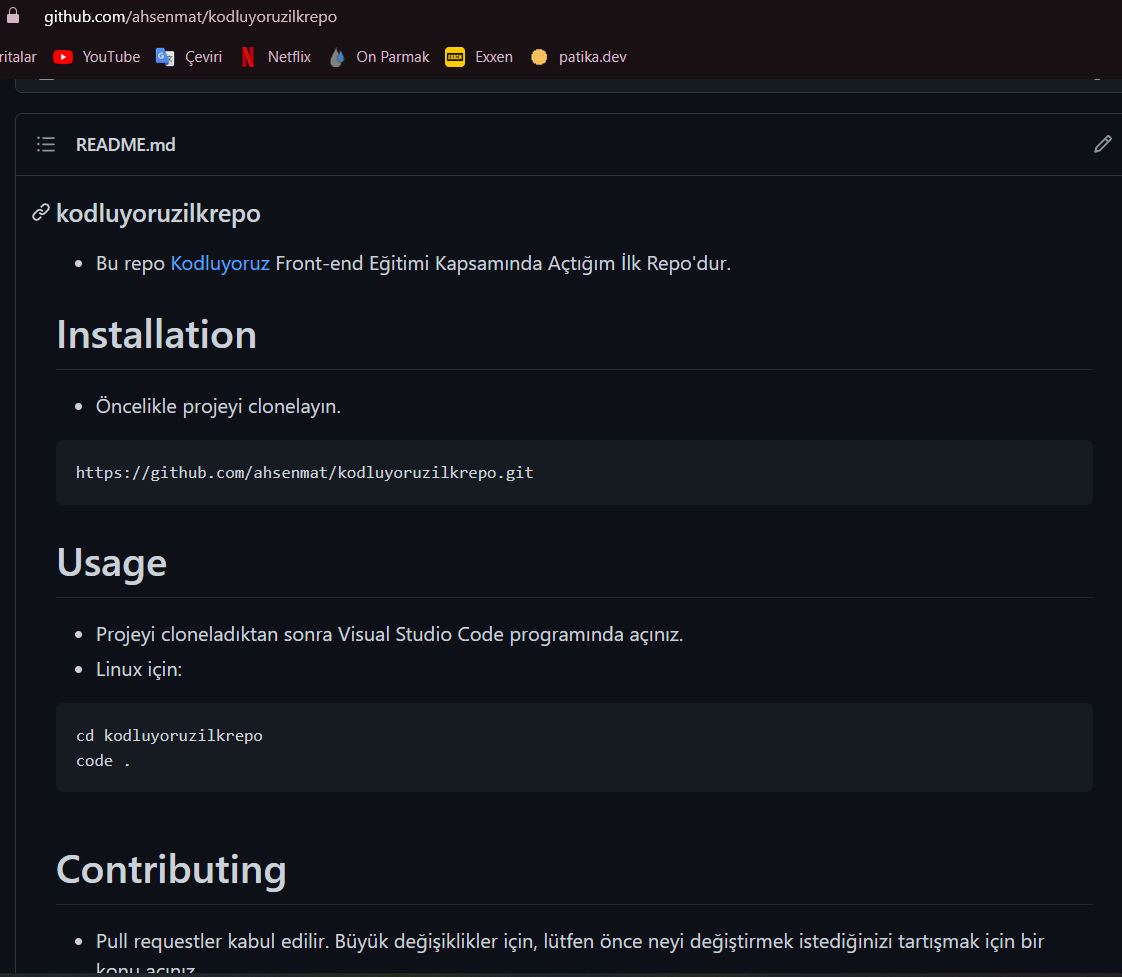 github.com/ahsenmat/kodluyoruzilkrepo
ritalar YouTube Çeviri Netflix On Parmak Exxen patika.dev
README.md
kodluyoruzilkrepo
Bu repo Kodluyoruz Front-end Eğitimi Kapsamında Açtığım İlk Repo'dur.
Installation
Öncelikle projeyi clonelayın.
https://github.com/ahsenmat/kodluyoruzilkrepo.git
Usage
Projeyi cloneladıktan sonra Visual Studio Code programında açınız.
Linux için:
cd kodluyoruzilkrepo
code .
Contributing
Pull requestler kabul edilir. Büyük değişiklikler için, lütfen önce neyi değiştirmek istediğinizi tartışmak için bir
konu açınız